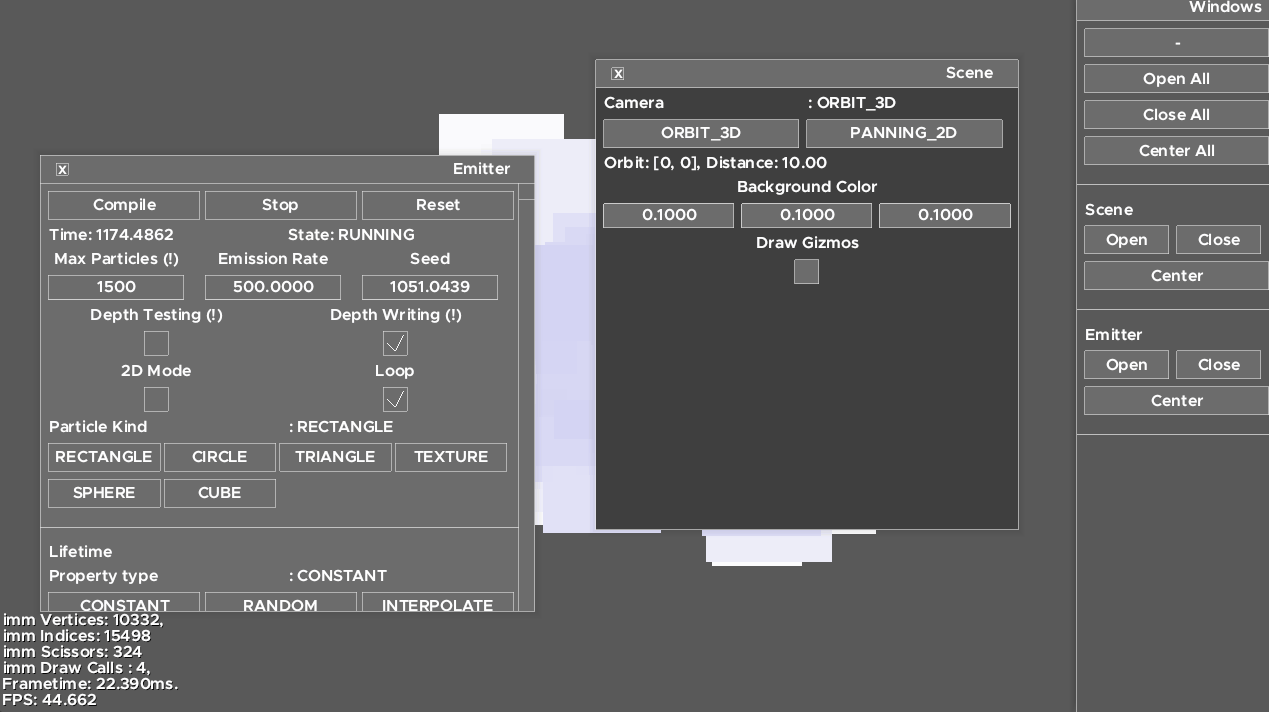 Windows
-
Open All
Close All
Center All
Scene
Open Close
Center
Emitter
Open Close
Center
x Scene
Camera : ORBIT_3D
ORBIT_3D PANNING_2D
Orbit: [0, 0], Distance: 10.00
Background Color
0.1000 0.1000 0.1000
Draw Gizmos
x Emitter
Compile Stop Reset
Time: 1174.4862 State: RUNNING
Max Particles (!) Emission Rate Seed
1500 500.0000 1051.0439
Depth Testing (!) Depth Writing (!)
2D Mode Loop
Particle Kind : RECTANGLE
RECTANGLE CIRCLE TRIANGLE TEXTURE
SPHERE CUBE
Lifetime
Property type : CONSTANT
CONSTANT RANDOM INTERPOLATE
imm Vertices: 10332,
imm Indices: 15498
imm Scissors: 324
imm Draw Calls : 4,
Frametime: 22.390ms.
FPS: 44.662